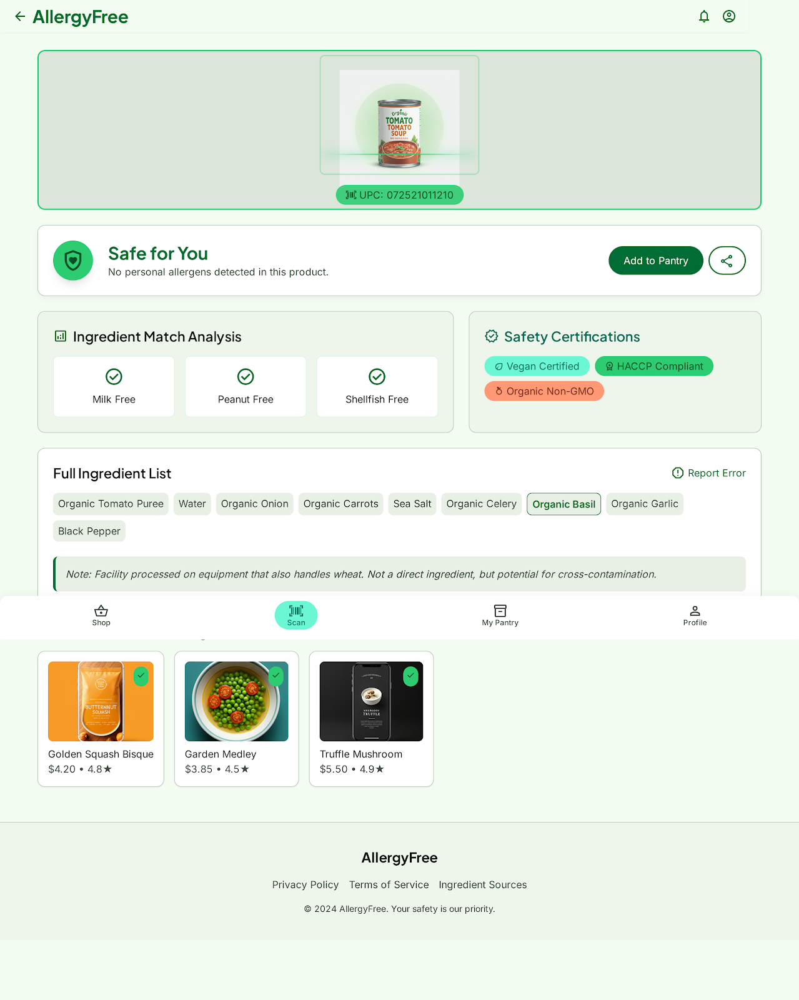 AllergyFree
Organic
TOMATO
TOMATO
SOUP
UPC: 072521011210
Safe for You
No personal allergens detected in this product.
Add to Pantry
Ingredient Match Analysis
Milk Free
Peanut Free
Shellfish Free
Safety Certifications
Vegan Certified
HACCP Compliant
Organic Non-GMO
Full Ingredient List
Report Error
Organic Tomato Puree
Water
Organic Onion
Organic Carrots
Sea Salt
Organic Celery
Organic Basil
Organic Garlic
Black Pepper
Note: Facility processed on equipment that also handles wheat. Not a direct ingredient, but potential for cross-contamination.
Shop
Scan
My Pantry
Profile
BUTTERNNUT
SQUASH
TRUFFLE
Golden Squash Bisque
$4.20 • 4.8★
Garden Medley
$3.85 • 4.5★
Truffle Mushroom
$5.50 • 4.9★
AllergyFree
Privacy Policy
Terms of Service
Ingredient Sources
© 2024 AllergyFree. Your safety is our priority.